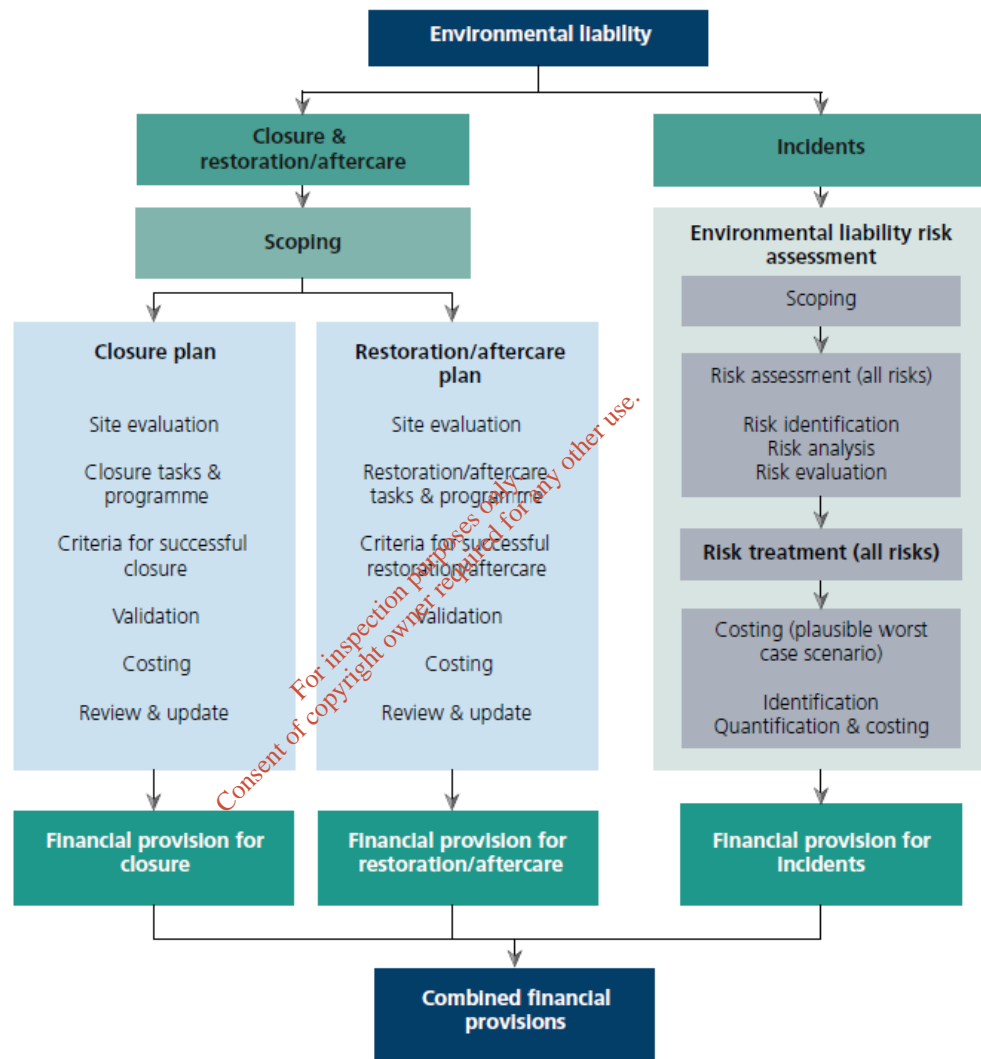 Environmental liability
Closure &
restoration/aftercare
Incidents
Scoping
Closure plan
Site evaluation
Closure tasks &
programme
Criteria for successful
closure
Validation
Costing
Review & update
Restoration/aftercare
plan
Site evaluation
Restoration/aftercare
tasks & programme
Criteria for successful
restoration/aftercare
Validation
Costing
Review & update
Environmental liability risk
assessment
Scoping
Risk assessment (all risks)
Risk identification
Risk analysis
Risk evaluation
Risk treatment (all risks)
Costing (plausible worst
case scenario)
Identification
Quantification & costing
Financial provision for
closure
Financial provision for
restoration/aftercare
Financial provision for
incidents
Combined financial
provisions
For inspection purposes only.
Consent of copyright owner required for any other use.